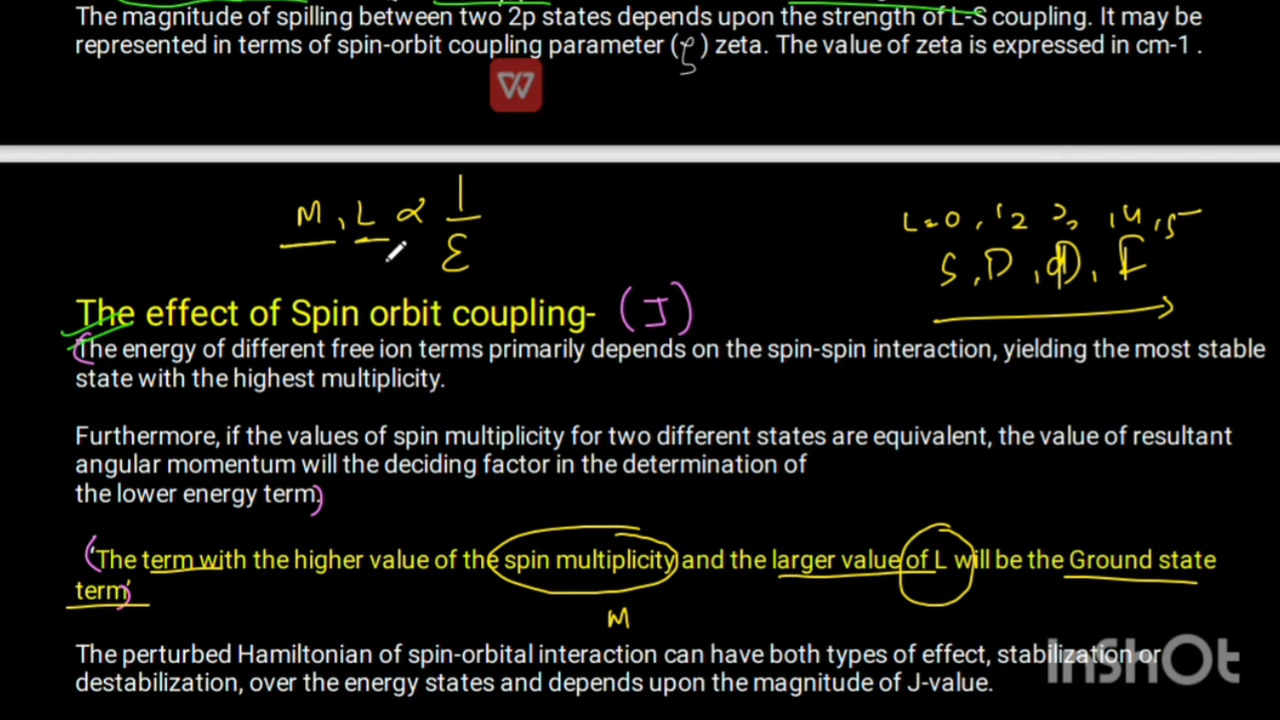 The magnitude of spilling between two 2p states depends upon the strength of L-S coupling. It may be
represented in terms of spin-orbit coupling parameter (ζ) zeta. The value of zeta is expressed in cm-1 .
W
M , L ∝ 1/ε
L=0, 1 2 3, ,4,5
S, D, D, F
The effect of Spin orbit coupling- (J)
The energy of different free ion terms primarily depends on the spin-spin interaction, yielding the most stable
state with the highest multiplicity.
Furthermore, if the values of spin multiplicity for two different states are equivalent, the value of resultant
angular momentum will the deciding factor in the determination of
the lower energy term.)
('The term with the higher value of the spin multiplicity and the larger value of L will be the Ground state
term')
M
The perturbed Hamiltonian of spin-orbital interaction can have both types of effect, stabilization or
destabilization, over the energy states and depends upon the magnitude of J-value.
InShOt